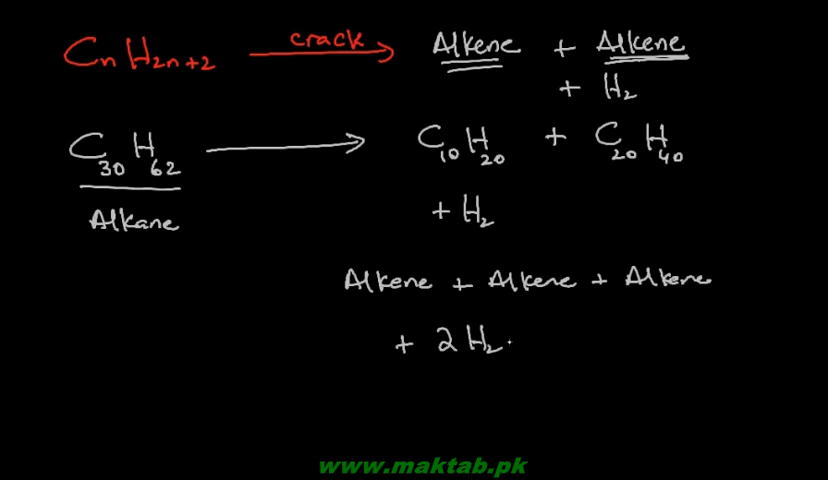 CnH2n+2 crack Alkene + Alkene
+ H2
C30H62 C10H20 + C20H40
Alkane + H2
Alkene + Alkene + Alkene
+ 2H2.
www.maktab.pk